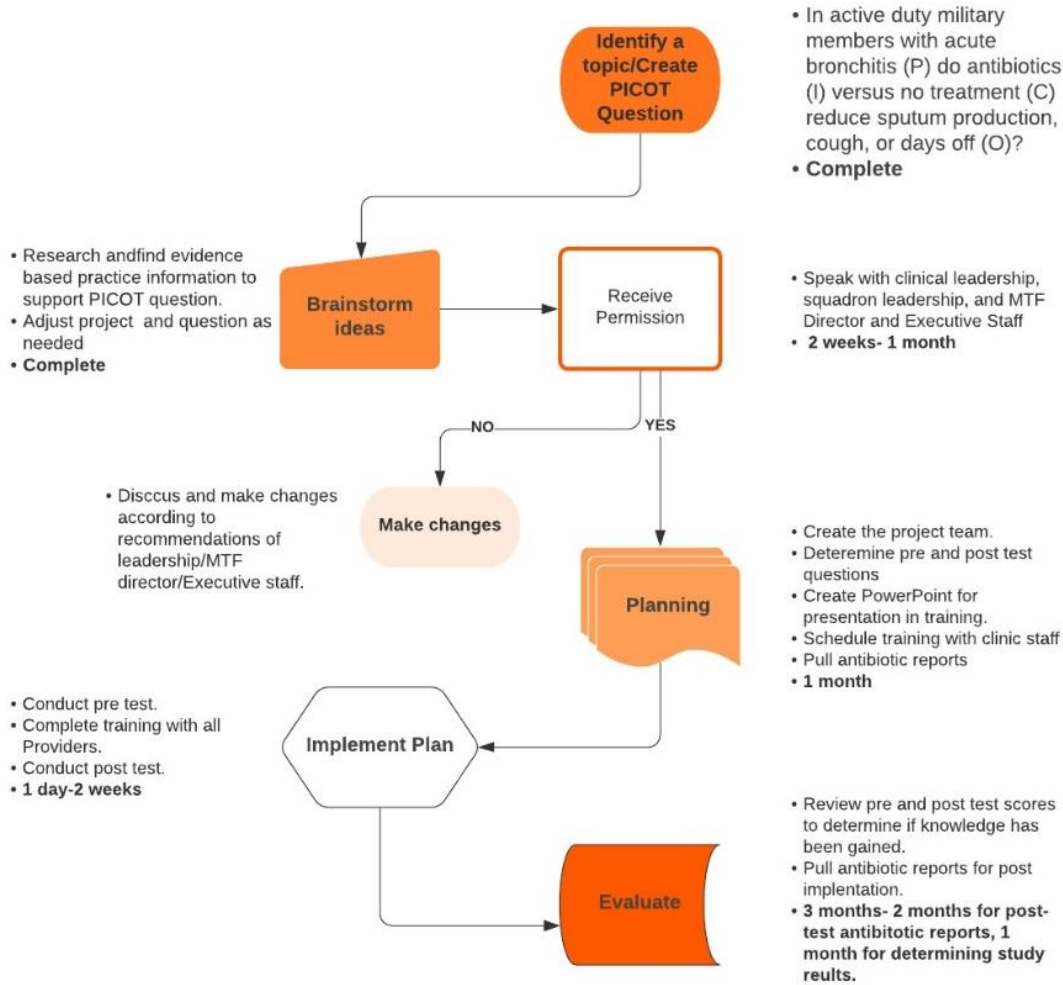 Identify a
topic/Create
PICOT
Question
• In active duty military
members with acute
bronchitis (P) do antibiotics
(I) versus no treatment (C)
reduce sputum production,
cough, or days off (O)?
• Complete
• Research andfind evidence
based practice information to
support PICOT question.
• Adjust project and question as
needed
• Complete
Brainstorm
ideas
Receive
Permission
• Speak with clinical leadership,
squadron leadership, and MTF
Director and Executive Staff
• 2 weeks- 1 month
NO
YES
• Disccus and make changes
according to
recommendations of
leadership/MTF
director/Executive staff.
Make changes
Planning
• Create the project team.
• Deteremine pre and post test
questions
• Create PowerPoint for
presentation in training.
• Schedule training with clinic staff
• Pull antibiotic reports
• 1 month
• Conduct pre test.
• Complete training with all
Providers.
• Conduct post test.
• 1 day-2 weeks
Implement Plan
Evaluate
• Review pre and post test scores
to determine if knowledge has
been gained.
• Pull antibiotic reports for post
implentation.
• 3 months- 2 months for post-
test antibitotic reports, 1
month for determining study
reults.